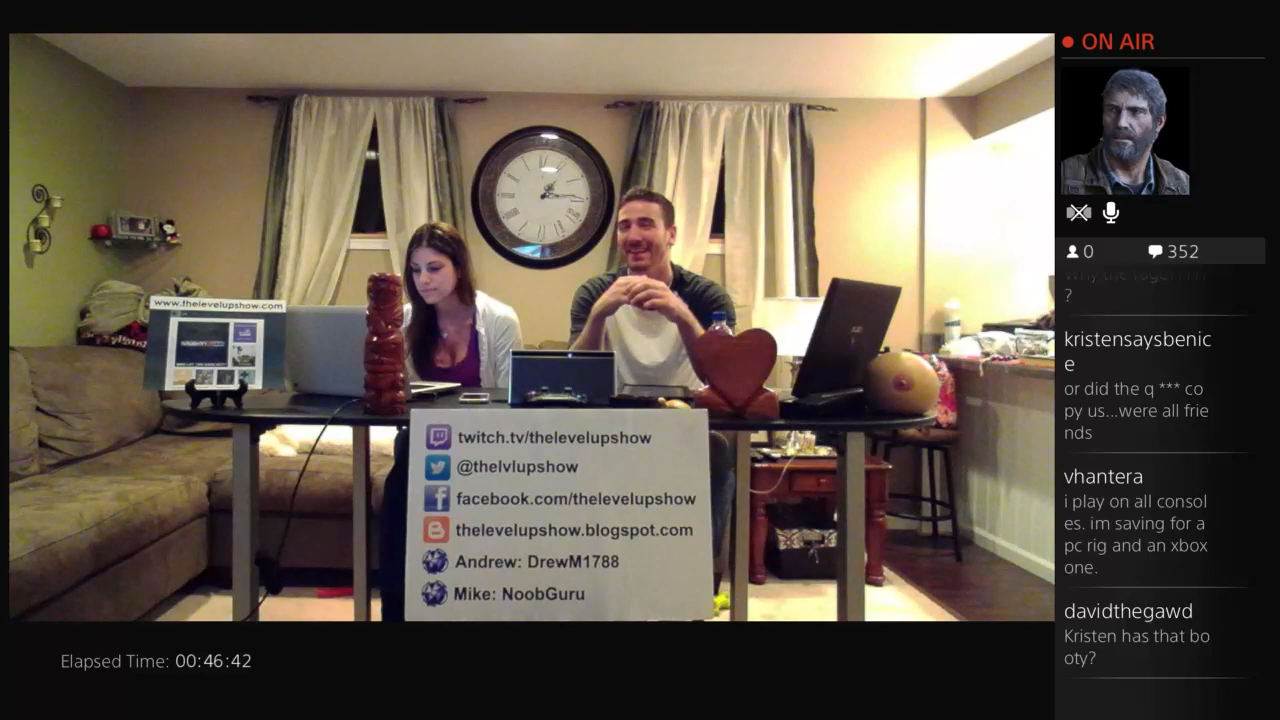 ON AIR
0 352
?
kristensaysbenic
e
or did the q *** co
py us...were all frie
nds
vhantera
i play on all consol
es. im saving for a
pc rig and an xbox
one.
davidthegawd
Kristen has that bo
oty?
www.thelevelupshow.com
twitch.tv/thelevelupshow
@thelvlupshow
facebook.com/thelevelupshow
thelevelupshow.blogspot.com
Andrew: DrewM1788
Mike: NoobGuru
Elapsed Time: 00:46:42